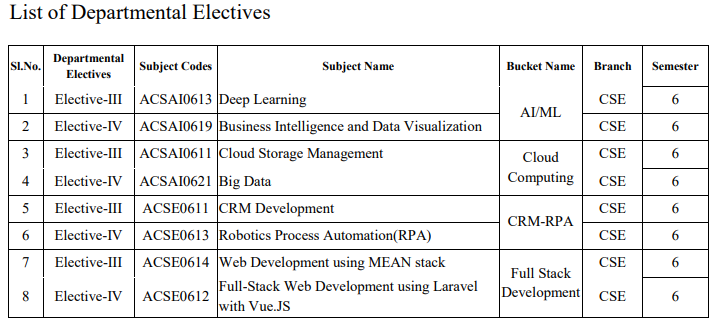 List of Departmental Electives
Sl.No. Departmental Electives Subject Codes Subject Name Bucket Name Branch Semester
1 Elective-III ACSAI0613 Deep Learning AI/ML CSE 6
2 Elective-IV ACSAI0619 Business Intelligence and Data Visualization CSE 6
3 Elective-III ACSAI0611 Cloud Storage Management Cloud Computing CSE 6
4 Elective-IV ACSAI0621 Big Data CSE 6
5 Elective-III ACSE0611 CRM Development CRM-RPA CSE 6
6 Elective-IV ACSE0613 Robotics Process Automation(RPA) CSE 6
7 Elective-III ACSE0614 Web Development using MEAN stack Full Stack Development CSE 6
8 Elective-IV ACSE0612 Full-Stack Web Development using Laravel with Vue.JS CSE 6